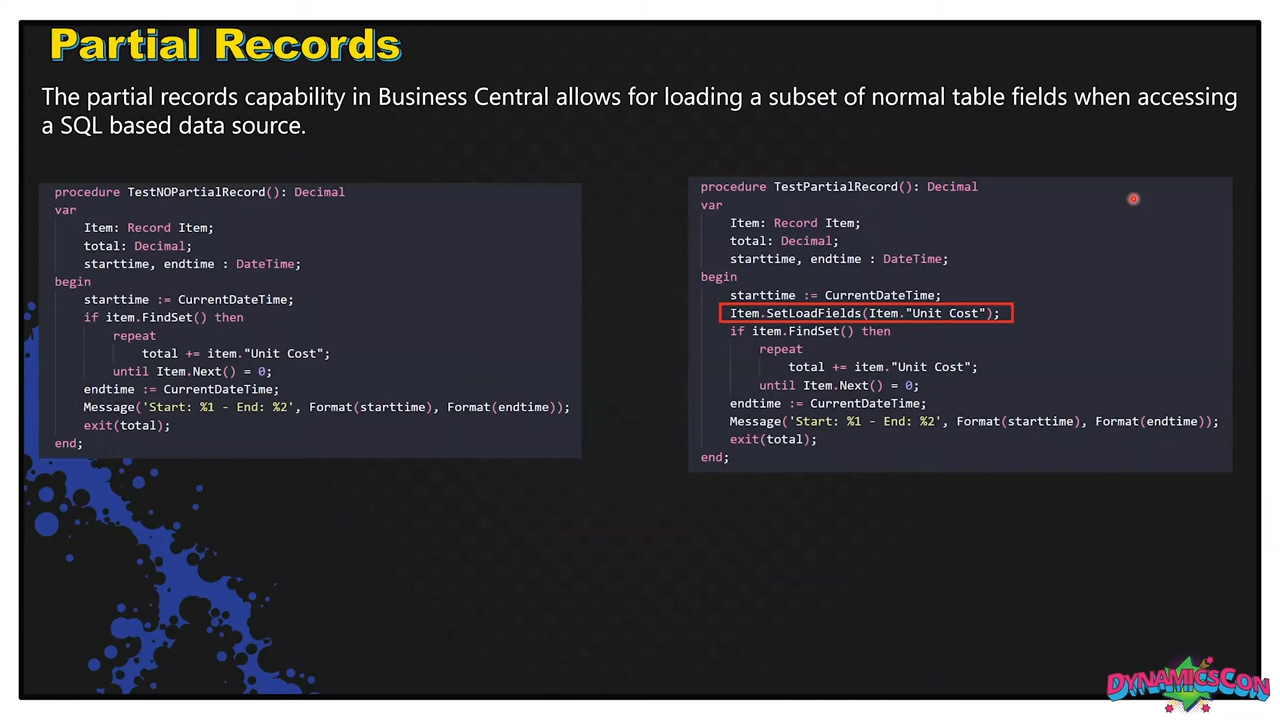 Partial Records
The partial records capability in Business Central allows for loading a subset of normal table fields when accessing
a SQL based data source.
procedure TestNOPartialRecord(): Decimal
var
Item: Record Item;
total: Decimal;
starttime, endtime : DateTime;
begin
starttime := CurrentDateTime;
if item.FindSet() then
repeat
total += item."Unit Cost";
until Item.Next() = 0;
endtime := CurrentDateTime;
Message('Start: %1 - End: %2', Format(starttime), Format(endtime));
exit(total);
end;
procedure TestPartialRecord(): Decimal
var
Item: Record Item;
total: Decimal;
starttime, endtime : DateTime;
begin
starttime := CurrentDateTime;
Item.SetLoadFields(Item."Unit Cost");
if item.FindSet() then
repeat
total += item."Unit Cost";
until Item.Next() = 0;
endtime := CurrentDateTime;
Message('Start: %1 - End: %2', Format(starttime), Format(endtime));
exit(total);
end;
DYNAMICSCON